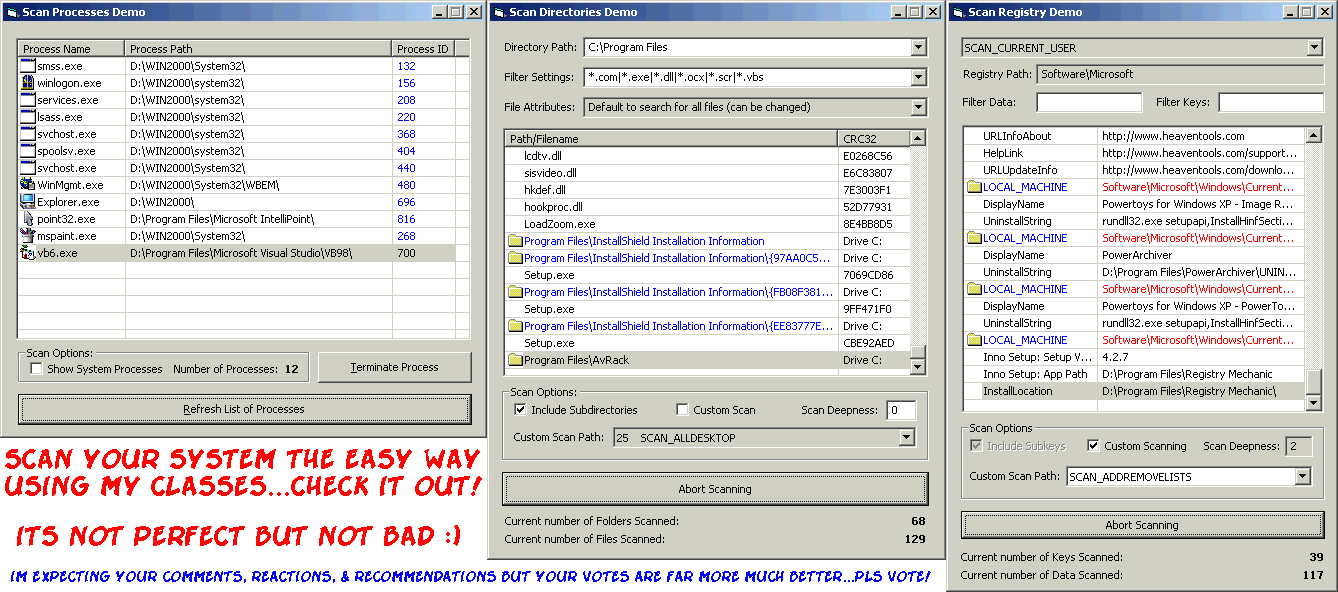 Scan Processes Demo
Process Name Process Path Process ID
smss.exe D:\WIN2000\System32\ 132
winlogon.exe D:\WIN2000\system32\ 156
services.exe D:\WIN2000\system32\ 208
lsass.exe D:\WIN2000\system32\ 220
svchost.exe D:\WIN2000\system32\ 368
spoolsv.exe D:\WIN2000\system32\ 404
svchost.exe D:\WIN2000\system32\ 440
WinMgmt.exe D:\WIN2000\System32\WBEM\ 480
Explorer.exe D:\WIN2000\ 696
point32.exe D:\Program Files\Microsoft IntelliPoint\ 816
mspaint.exe D:\WIN2000\System32\ 268
vb6.exe D:\Program Files\Microsoft Visual Studio\VB98\ 700
Scan Options:
Show System Processes Number of Processes: 12
Terminate Process
Refresh List of Processes
SCAN YOUR SYSTEM THE EASY WAY
USING MY CLASSES...CHECK IT OUT!
ITS NOT PERFECT BUT NOT BAD :)
IM EXPECTING YOUR COMMENTS, REACTIONS, & RECOMMENDATIONS BUT YOUR VOTES ARE FAR MORE MUCH BETTER...PLS VOTE!
Scan Directories Demo
Directory Path: C:\Program Files
Filter Settings: *.com|*.exe|*.dll|*.ocx|*.scr|*.vbs
File Attributes: Default to search for all files (can be changed)
Path/Filename CRC32
lcdtv.dll E0268C56
sisvideo.dll E6C83807
hkdef.dll 7E3003F1
hookproc.dll 52D77931
LoadZoom.exe 8E4BB8D5
Program Files\InstallShield Installation Information Drive C:
Program Files\InstallShield Installation Information\{97AA0C5... Drive C:
Setup.exe 7069CD86
Program Files\InstallShield Installation Information\{FB08F381... Drive C:
Setup.exe 9FF471F0
Program Files\InstallShield Installation Information\{EE83777E... Drive C:
Setup.exe CBE92AED
Program Files\AvRack Drive C:
Scan Options:
Include Subdirectories Custom Scan Scan Deepness: 0
Custom Scan Path: 25 SCAN_ALLDESKTOP
Abort Scanning
Current number of Folders Scanned: 68
Current number of Files Scanned: 129
Scan Registry Demo
SCAN_CURRENT_USER
Registry Path: Software\Microsoft
Filter Data: Filter Keys:
URLInfoAbout http://www.heaventools.com
HelpLink http://www.heaventools.com/support...
URLUpdateInfo http://www.heaventools.com/downlo...
LOCAL_MACHINE Software\Microsoft\Windows\Current...
DisplayName Powertoys for Windows XP - Image R...
UninstallString rundll32.exe setupapi,InstallHinfSecti...
LOCAL_MACHINE Software\Microsoft\Windows\Current...
DisplayName PowerArchiver
UninstallString D:\Program Files\PowerArchiver\UNIN...
LOCAL_MACHINE Software\Microsoft\Windows\Current...
DisplayName Powertoys for Windows XP - PowerTo...
UninstallString rundll32.exe setupapi,InstallHinfSecti...
LOCAL_MACHINE Software\Microsoft\Windows\Current...
Inno Setup: Setup V... 4.2.7
Inno Setup: App Path D:\Program Files\Registry Mechanic
InstallLocation D:\Program Files\Registry Mechanic\
Scan Options
Include Subkeys Custom Scanning Scan Deepness: 2
Custom Scan Path: SCAN_ADDREMOVELISTS
Abort Scanning
Current number of Keys Scanned: 39
Current number of Data Scanned: 117